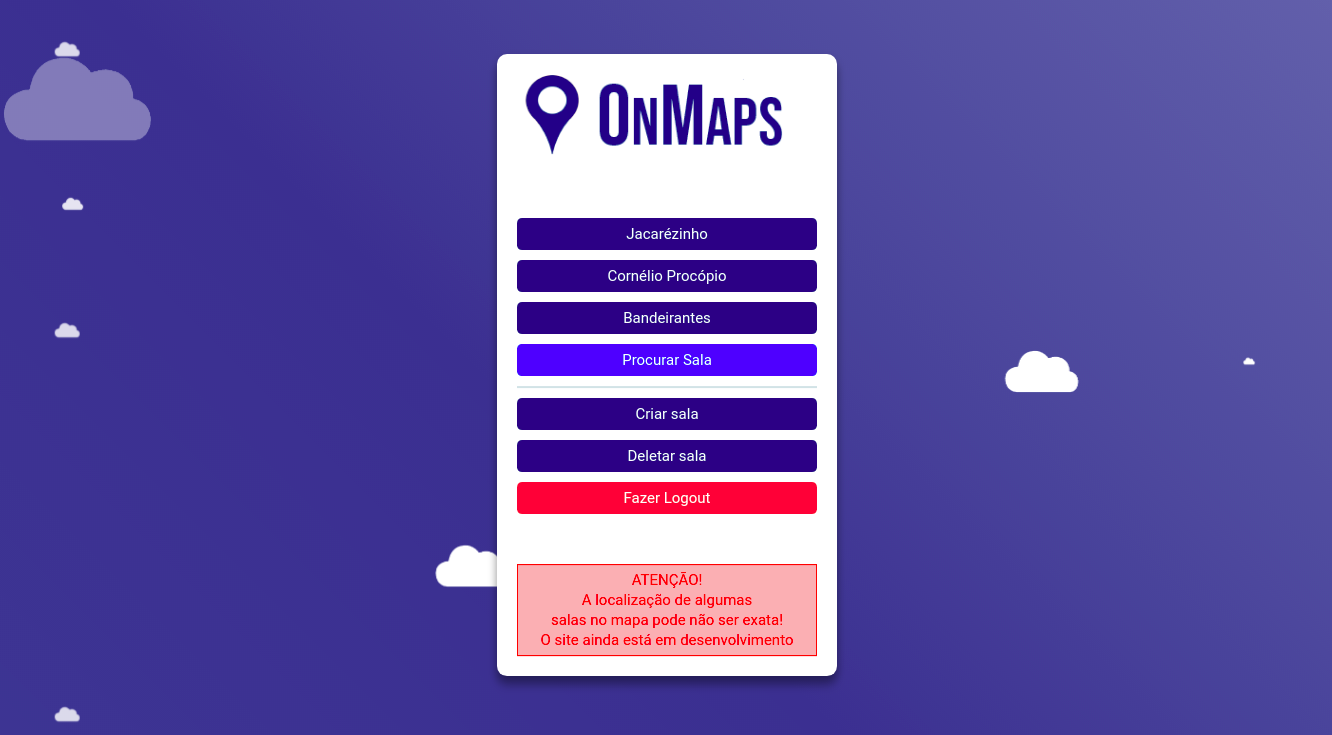 OnMaps
Jacarézinho
Cornélio Procópio
Bandeirantes
Procurar Sala
Criar sala
Deletar sala
Fazer Logout
ATENÇÃO!
A localização de algumas
salas no mapa pode não ser exata!
O site ainda está em desenvolvimento